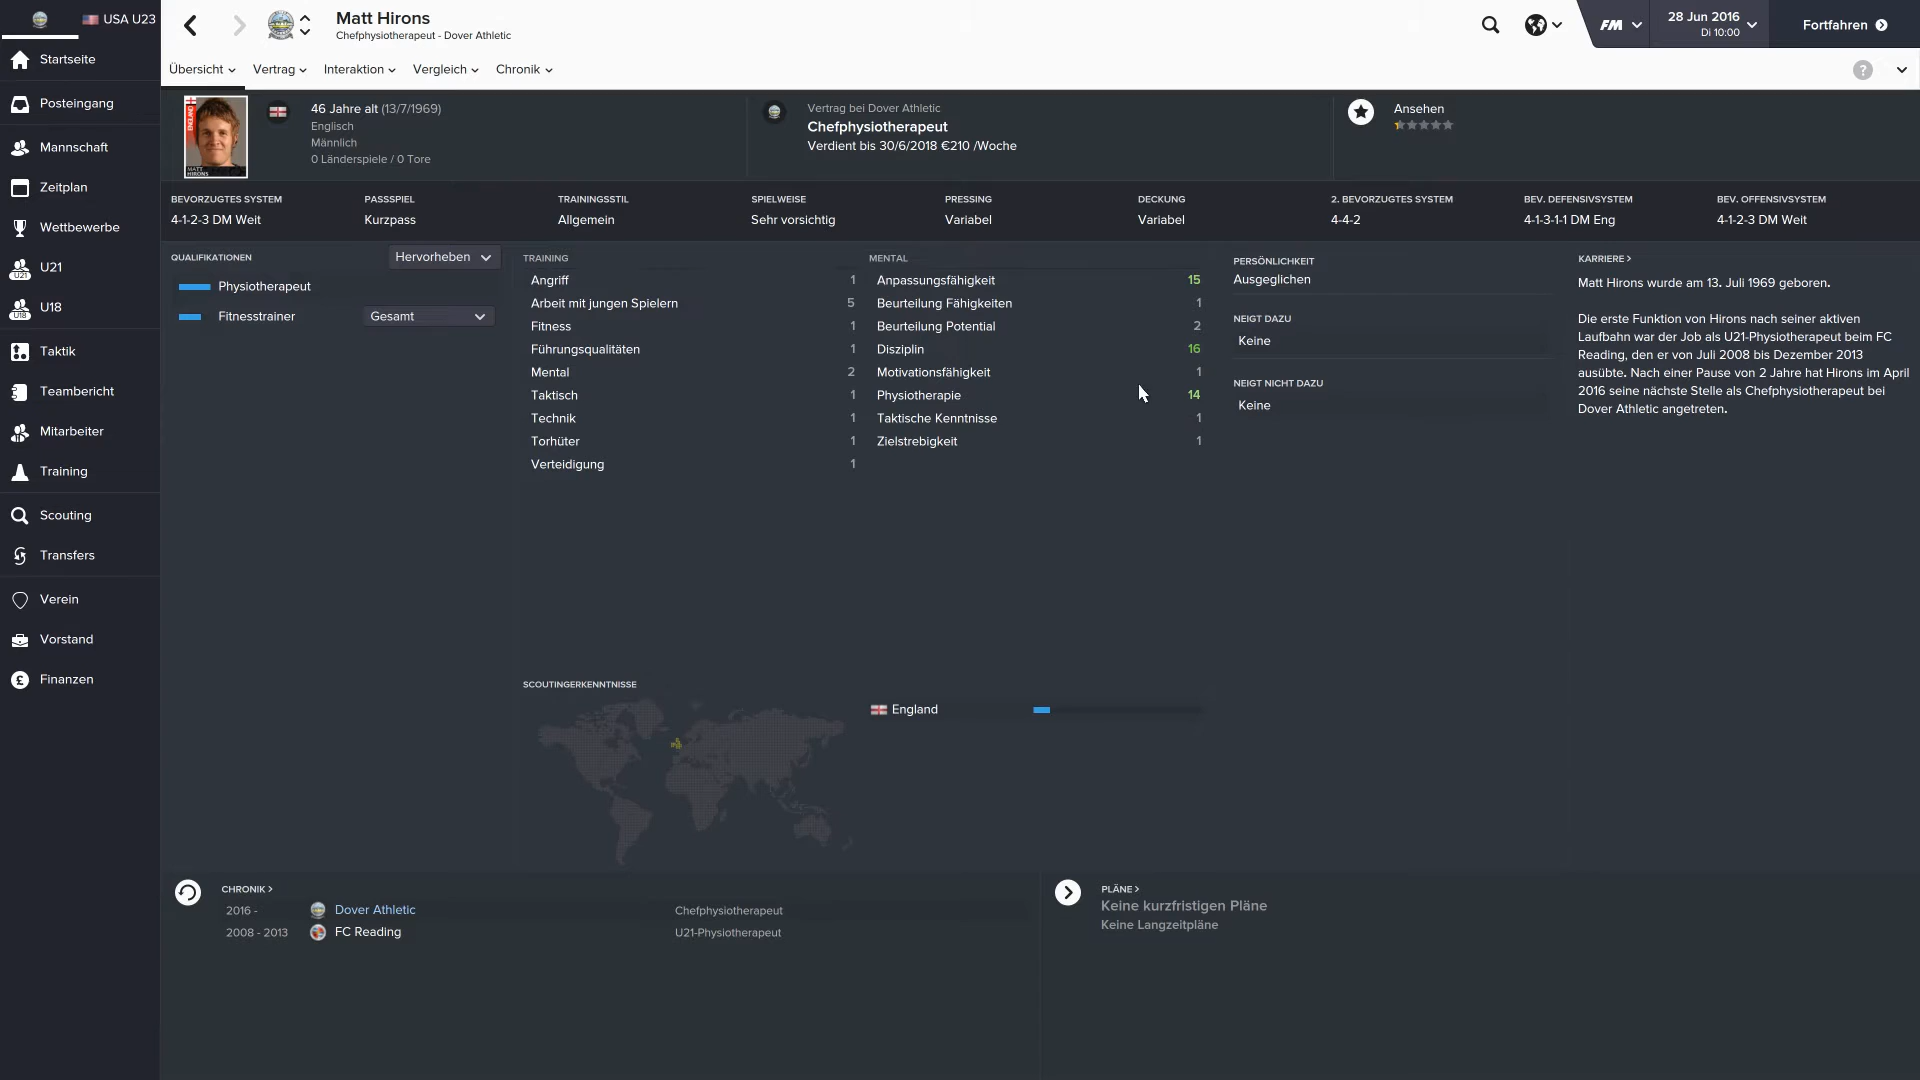 USA U23
Startseite
Posteingang
Mannschaft
Zeitplan
Wettbewerbe
U21
U21
U18
U18
Taktik
Teambericht
Mitarbeiter
Training
Scouting
Transfers
Verein
Vorstand
Finanzen
Matt Hirons
Chefphysiotherapeut - Dover Athletic
FM
28 Jun 2016
Di 10:00
Fortfahren
Übersicht
Vertrag
Interaktion
Vergleich
Chronik
?
ENGLAND
MATT
HIRONS
46 Jahre alt (13/7/1969)
Englisch
Männlich
0 Länderspiele / 0 Tore
Vertrag bei Dover Athletic
Chefphysiotherapeut
Verdient bis 30/6/2018 €210 /Woche
Ansehen
BEVORZUGTES SYSTEM
4-1-2-3 DM Weit
PASSSPIEL
Kurzpass
TRAININGSSTIL
Allgemein
SPIELWEISE
Sehr vorsichtig
PRESSING
Variabel
DECKUNG
Variabel
2. BEVORZUGTES SYSTEM
4-4-2
BEV. DEFENSIVSYSTEM
4-1-3-1-1 DM Eng
BEV. OFFENSIVSYSTEM
4-1-2-3 DM Weit
QUALIFIKATIONEN
Hervorheben
Physiotherapeut
Fitnesstrainer
Gesamt
TRAINING
Angriff 1
Arbeit mit jungen Spielern 5
Fitness 1
Führungsqualitäten 1
Mental 2
Taktisch 1
Technik 1
Torhüter 1
Verteidigung 1
MENTAL
Anpassungsfähigkeit 15
Beurteilung Fähigkeiten 1
Beurteilung Potential 2
Disziplin 16
Motivationsfähigkeit 1
Physiotherapie 14
Taktische Kenntnisse 1
Zielstrebigkeit 1
PERSÖNLICHKEIT
Ausgeglichen
NEIGT DAZU
Keine
NEIGT NICHT DAZU
Keine
KARRIERE >
Matt Hirons wurde am 13. Juli 1969 geboren.
Die erste Funktion von Hirons nach seiner aktiven
Laufbahn war der Job als U21-Physiotherapeut beim FC
Reading, den er von Juli 2008 bis Dezember 2013
ausübte. Nach einer Pause von 2 Jahre hat Hirons im April
2016 seine nächste Stelle als Chefphysiotherapeut bei
Dover Athletic angetreten.
SCOUTINGERKENNTNISSE
England
CHRONIK >
2016 - Dover Athletic Chefphysiotherapeut
2008 - 2013 FC Reading U21-Physiotherapeut
PLÄNE >
Keine kurzfristigen Pläne
Keine Langzeitpläne